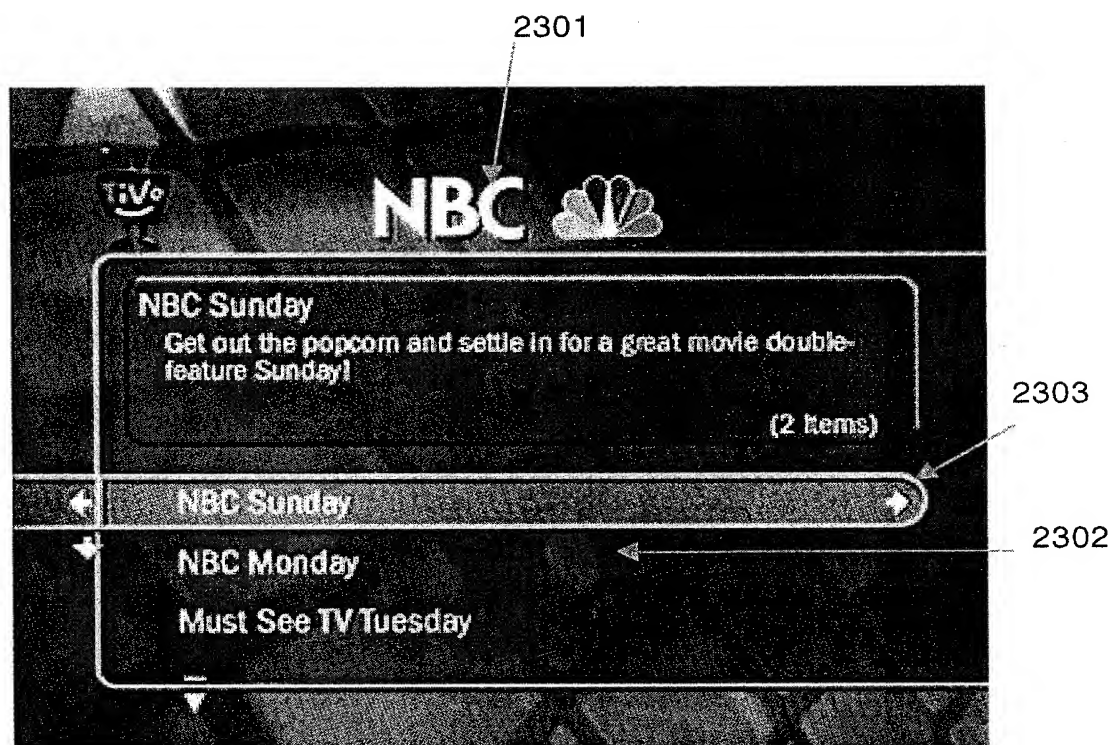 2301
TiVo
NBC
NBC Sunday
Get out the popcorn and settle in for a great movie double-
feature Sunday!
(2 Items)
2303
NBC Sunday
2302
NBC Monday
Must See TV Tuesday